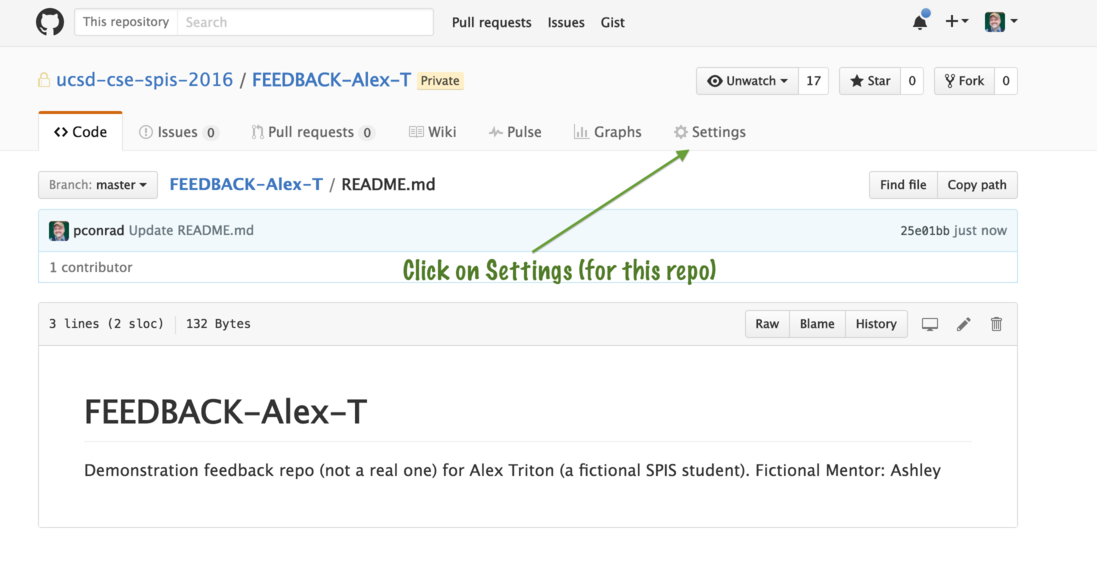 This repository Search Pull requests Issues Gist
ucsd-cse-spis-2016 / FEEDBACK-Alex-T Private Unwatch 17 Star 0 Fork 0
Code Issues 0 Pull requests 0 Wiki Pulse Graphs Settings
Branch: master FEEDBACK-Alex-T / README.md Find file Copy path
pconrad Update README.md 25e01bb just now
1 contributor
Click on Settings (for this repo)
3 lines (2 sloc) 132 Bytes Raw Blame History
FEEDBACK-Alex-T
Demonstration feedback repo (not a real one) for Alex Triton (a fictional SPIS student). Fictional Mentor: Ashley